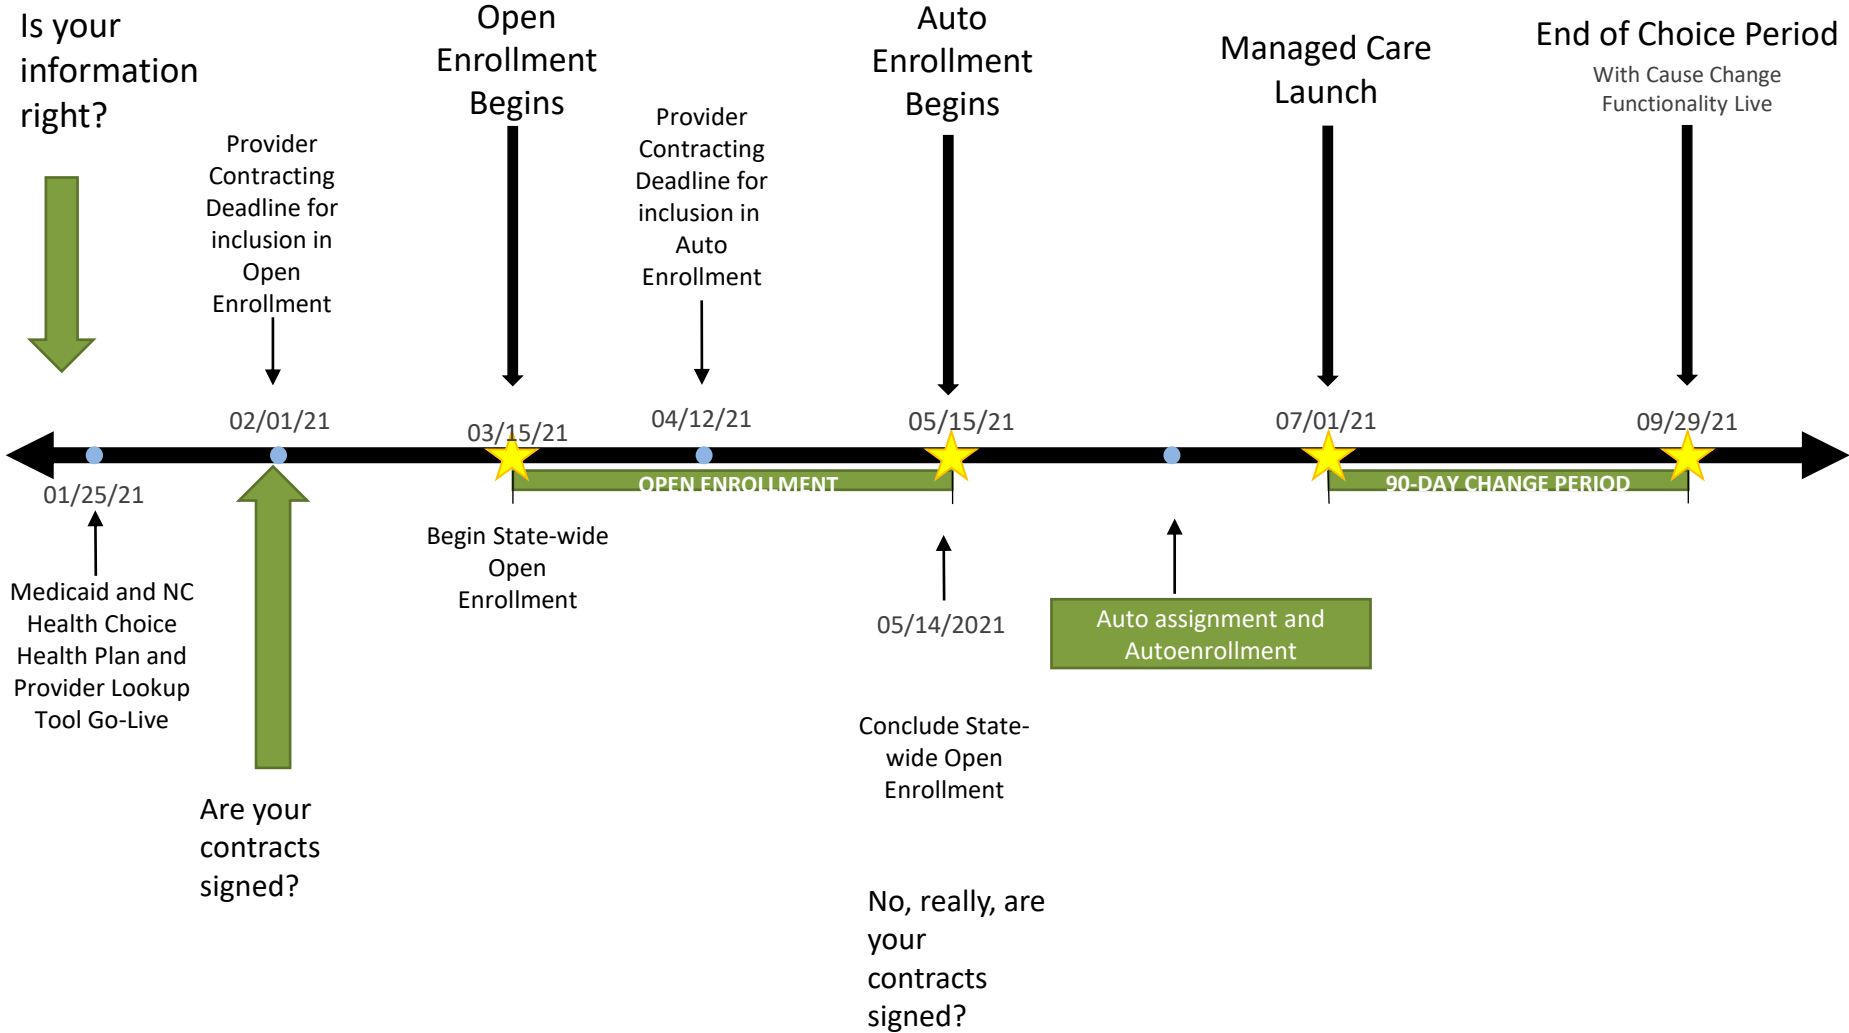 Is your
information
right?
Provider
Contracting
Deadline for
inclusion in
Open
Enrollment
Open
Enrollment
Begins
Provider
Contracting
Deadline for
inclusion in
Auto
Enrollment
Auto
Enrollment
Begins
Managed Care
Launch
End of Choice Period
With Cause Change
Functionality Live
02/01/21
03/15/21
04/12/21
05/15/21
07/01/21
09/29/21
01/25/21
OPEN ENROLLMENT
90-DAY CHANGE PERIOD
Medicaid and NC
Health Choice
Health Plan and
Provider Lookup
Tool Go-Live
Begin State-wide
Open
Enrollment
05/14/2021
Conclude State-
wide Open
Enrollment
Auto assignment and
Autoenrollment
Are your
contracts
signed?
No, really, are
your
contracts
signed?